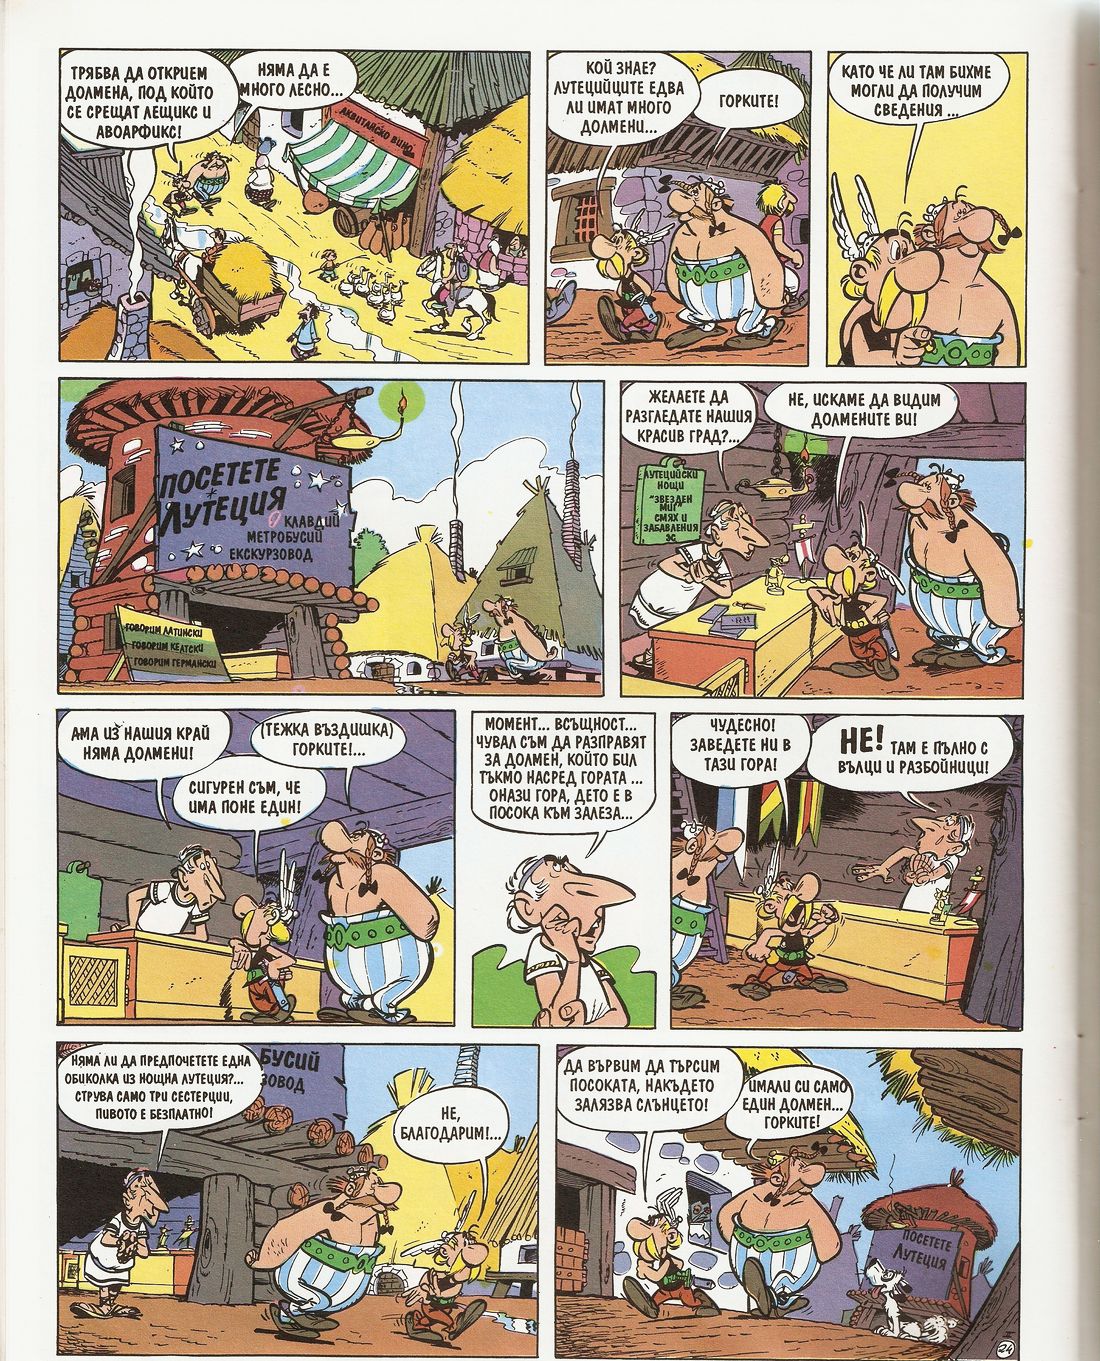 ТРЯБВА ДА ОТКРИЕМ
ДОЛМЕНА, ПОД КОЙТО
СЕ СРЕЩАТ ЛЕЩИКС И
АВОАРФИКС!
НЯМА ДА Е
МНОГО ЛЕСНО...
АКВИТАНСКО ВИНО
КОЙ ЗНАЕ?
ЛУТЕЦИЙЦИТЕ ЕДВА
ЛИ ИМАТ МНОГО
ДОЛМЕНИ...
ГОРКИТЕ!
КАТО ЧЕ ЛИ ТАМ БИХМЕ
МОГЛИ ДА ПОЛУЧИМ
СВЕДЕНИЯ ...
ПОСЕТЕТЕ
ЛУТЕЦИЯ
КЛАВДИЙ
МЕТРОБУСИЙ
ЕКСКУРЗОВОД
ГОВОРИМ ЛАТИНСКИ
ГОВОРИМ КЕЛТСКИ
ГОВОРИМ ГЕРМАНСКИ
ЖЕЛАЕТЕ ДА
РАЗГЛЕДАТЕ НАШИЯ
КРАСИВ ГРАД?...
НЕ, ИСКАМЕ ДА ВИДИМ
ДОЛМЕНИТЕ ВИ!
ЛУТЕЦИЙСКИ
НОЩИ
"ЗВЕЗДЕН
МИГ"
СМЯХ И
ЗАБАВЛЕНИЯ
АМА ИЗ НАШИЯ КРАЙ
НЯМА ДОЛМЕНИ!
СИГУРЕН СЪМ, ЧЕ
ИМА ПОНЕ ЕДИН!
(ТЕЖКА ВЪЗДИШКА)
ГОРКИТЕ!...
МОМЕНТ... ВСЪЩНОСТ...
ЧУВАЛ СЪМ ДА РАЗПРАВЯТ
ЗА ДОЛМЕН, КОЙТО БИЛ
ТЪКМО НАСРЕД ГОРАТА ...
ОНАЗИ ГОРА, ДЕТО Е В
ПОСОКА КЪМ ЗАЛЕЗА...
ЧУДЕСНО!
ЗАВЕДЕТЕ НИ В
ТАЗИ ГОРА!
НЕ! ТАМ Е ПЪЛНО С
ВЪЛЦИ И РАЗБОЙНИЦИ!
НЯМА ЛИ ДА ПРЕДПОЧЕТЕТЕ ЕДНА
ОБИКОЛКА ИЗ НОЩНА ЛУТЕЦИЯ?...
СТРУВА САМО ТРИ СЕСТЕРЦИИ,
ПИВОТО Е БЕЗПЛАТНО!
БУСИЙ
ЗОВОД
НЕ,
БЛАГОДАРИМ!...
ДА ВЪРВИМ ДА ТЪРСИМ
ПОСОКАТА, НАКЪДЕТО
ЗАЛЯЗВА СЛЪНЦЕТО!
ИМАЛИ СИ САМО
ЕДИН ДОЛМЕН...
ГОРКИТЕ!
ПОСЕТЕТЕ
ЛУТЕЦИЯ
24